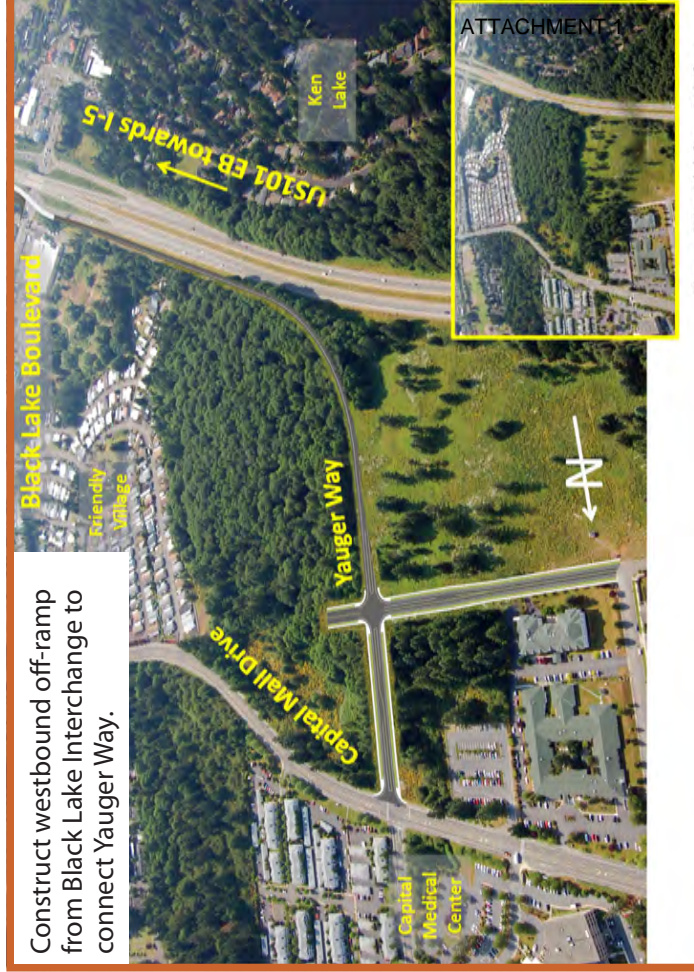 Construct westbound off-ramp
from Black Lake Interchange to
connect Yauger Way.
Black Lake Boulevard
Friendly
Village
US101 EB towards I-5
Ken
Lake
ATTACHMENT 1
Capital Mall Drive
Yauger Way
N
Capital
Medical
Center